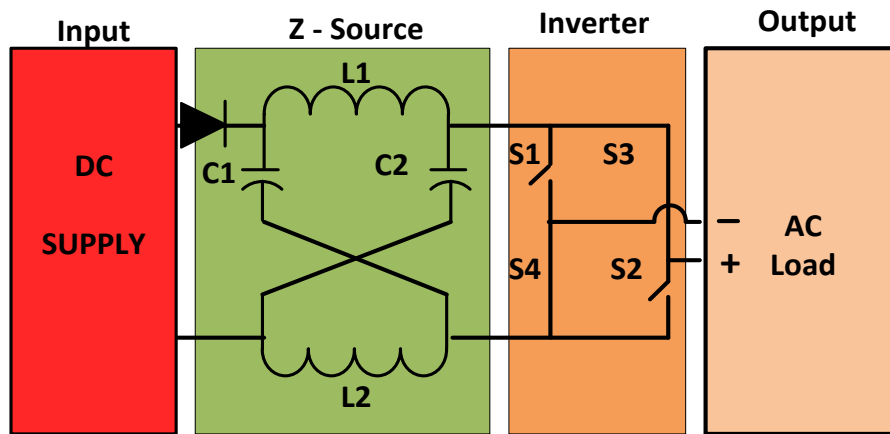 Input
Z - Source
Inverter
Output
DC
SUPPLY
L1
C1
C2
L2
S1
S3
S4
S2
−
+
AC
Load